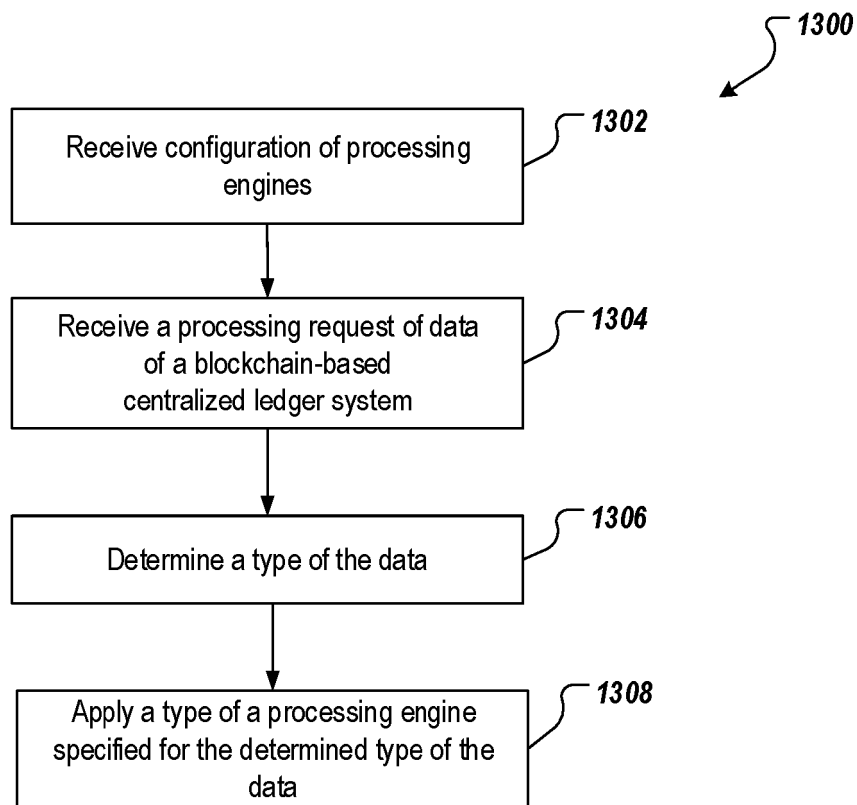 1300
1302
Receive configuration of processing
engines
1304
Receive a processing request of data
of a blockchain-based
centralized ledger system
1306
Determine a type of the data
1308
Apply a type of a processing engine
specified for the determined type of the
data